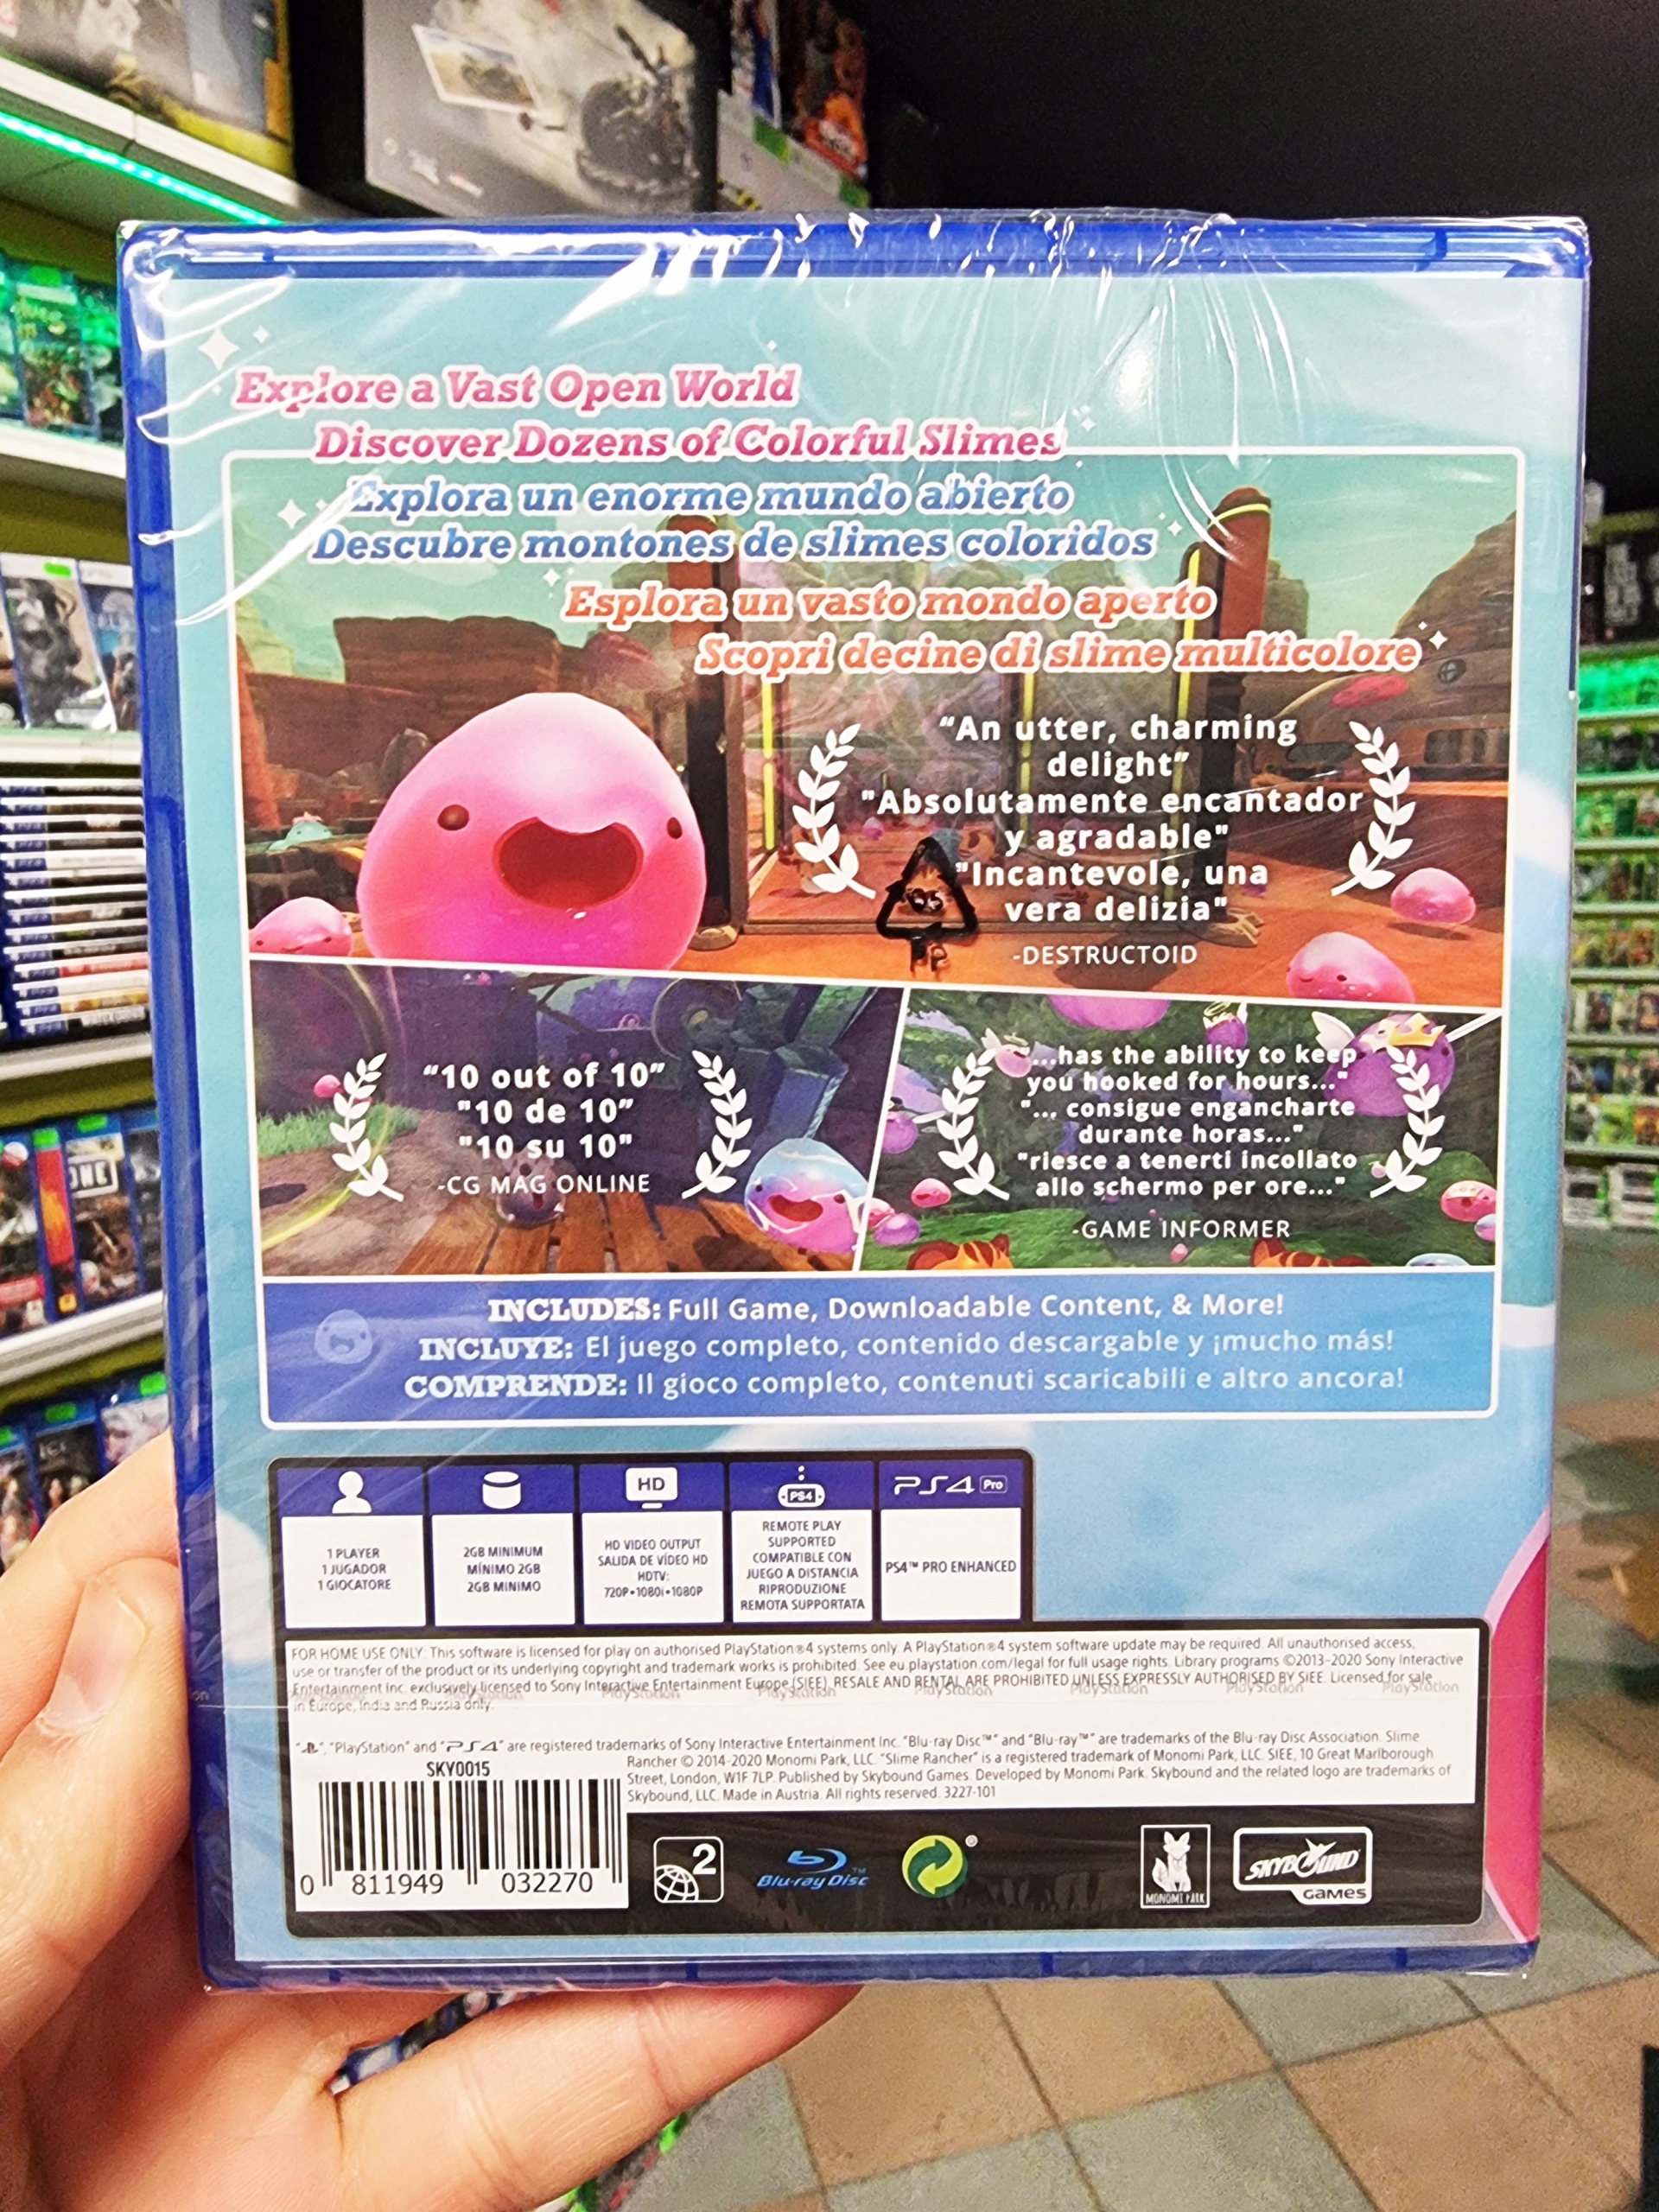 Explore a Vast Open World
Discover Dozens of Colorful Slimes
Explora un enorme mundo abierto
Descubre montones de slimes coloridos
Esplora un vasto mondo aperto
Scopri decine di slime multicolore
“An utter, charming
delight”
"Absolutamente encantador
y agradable"
"Incantevole, una
vera delizia"
-DESTRUCTOID
05
PP
“10 out of 10”
"10 de 10”
"10 su 10"
-CG MAG ONLINE
"...has the ability to keep
you hooked for hours..."
"... consigue engancharte
durante horas..."
"riesce a tenerti incollato
allo schermo per ore..."
-GAME INFORMER
INCLUDES: Full Game, Downloadable Content, & More!
INCLUYE: El juego completo, contenido descargable y ¡mucho más!
COMPRENDE: Il gioco completo, contenuti scaricabili e altro ancora!
1 PLAYER
1 JUGADOR
1 GIOCATORE
2GB MINIMUM
MÍNIMO 2GB
2GB MINIMO
HD
HD VIDEO OUTPUT
SALIDA DE VÍDEO HD
HDTV:
720P•1080i•1080P
PS4
REMOTE PLAY
SUPPORTED
COMPATIBLE CON
JUEGO A DISTANCIA
RIPRODUZIONE
REMOTA SUPPORTATA
PS4 Pro
PS4™ PRO ENHANCED
FOR HOME USE ONLY: This software is licensed for play on authorised PlayStation®4 systems only. A PlayStation®4 system software update may be required. All unauthorised access,
use or transfer of the product or its underlying copyright and trademark works is prohibited. See eu.playstation.com/legal for full usage rights. Library programs ©2013-2020 Sony Interactive
Entertainment Inc. exclusively licensed to Sony Interactive Entertainment Europe (SIEE). RESALE AND RENTAL ARE PROHIBITED UNLESS EXPRESSLY AUTHORISED BY SIEE. Licensed for sale
in Europe, India and Russia only.
PlayStation PlayStation PlayStation PlayStation PlayStation PlayStation PlayStation
"PlayStation" and "PS4" are registered trademarks of Sony Interactive Entertainment Inc. "Blu-ray Disc™" and "Blu-ray™" are trademarks of the Blu-ray Disc Association. Slime
Rancher © 2014-2020 Monomi Park, LLC. "Slime Rancher" is a registered trademark of Monomi Park, LLC. SIEE, 10 Great Marlborough
Street, London, W1F 7LP. Published by Skybound Games. Developed by Monomi Park. Skybound and the related logo are trademarks of
Skybound, LLC. Made in Austria. All rights reserved. 3227-101
SKY0015
0 811949 032270
2
Blu-ray Disc™
®
MONOMI PARK
SKYBOUND
GAMES